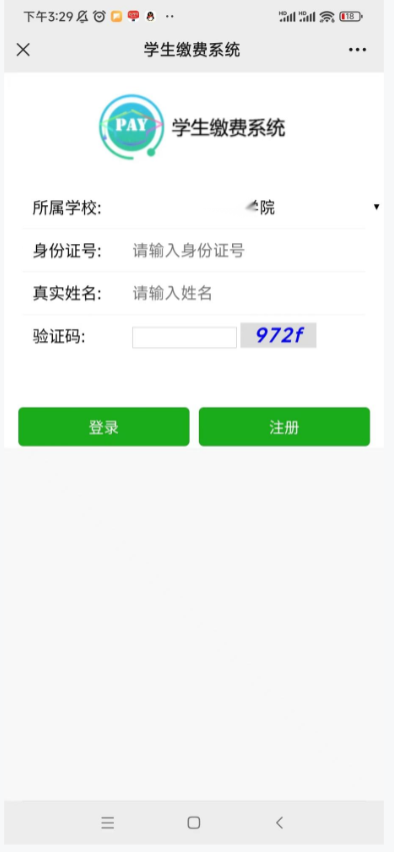 下午3:29
18
学生缴费系统
PAY
学生缴费系统
所属学校:
院
身份证号: 请输入身份证号
真实姓名: 请输入姓名
验证码: 972f
登录 注册